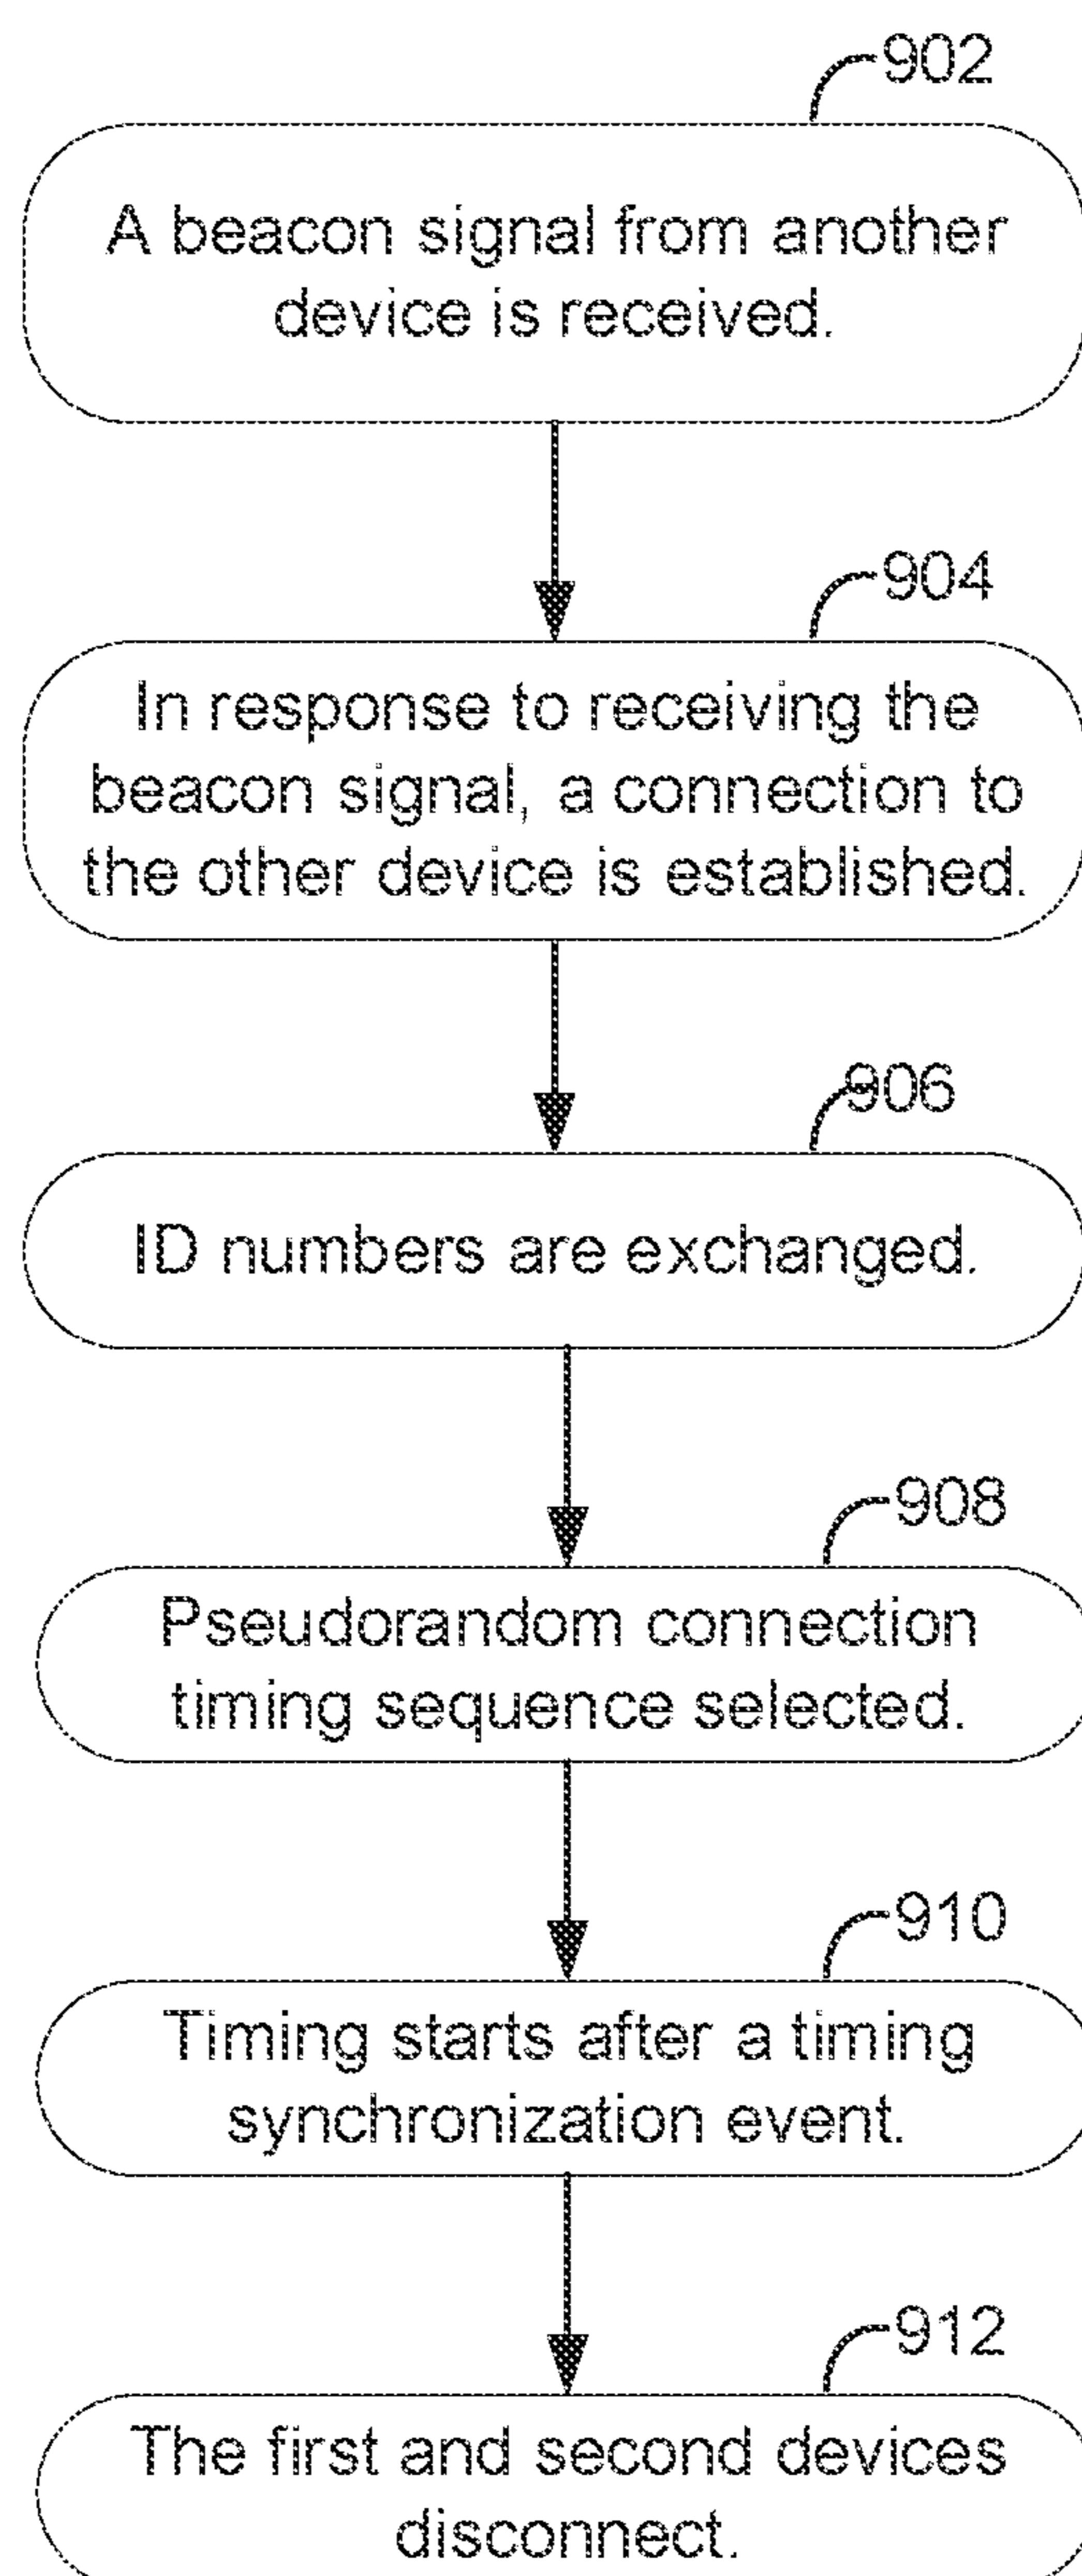 902
A beacon signal from another
device is received.
904
In response to receiving the
beacon signal, a connection to
the other device is established.
906
ID numbers are exchanged.
908
Pseudorandom connection
timing sequence selected.
910
Timing starts after a timing
synchronization event.
912
The first and second devices
disconnect.